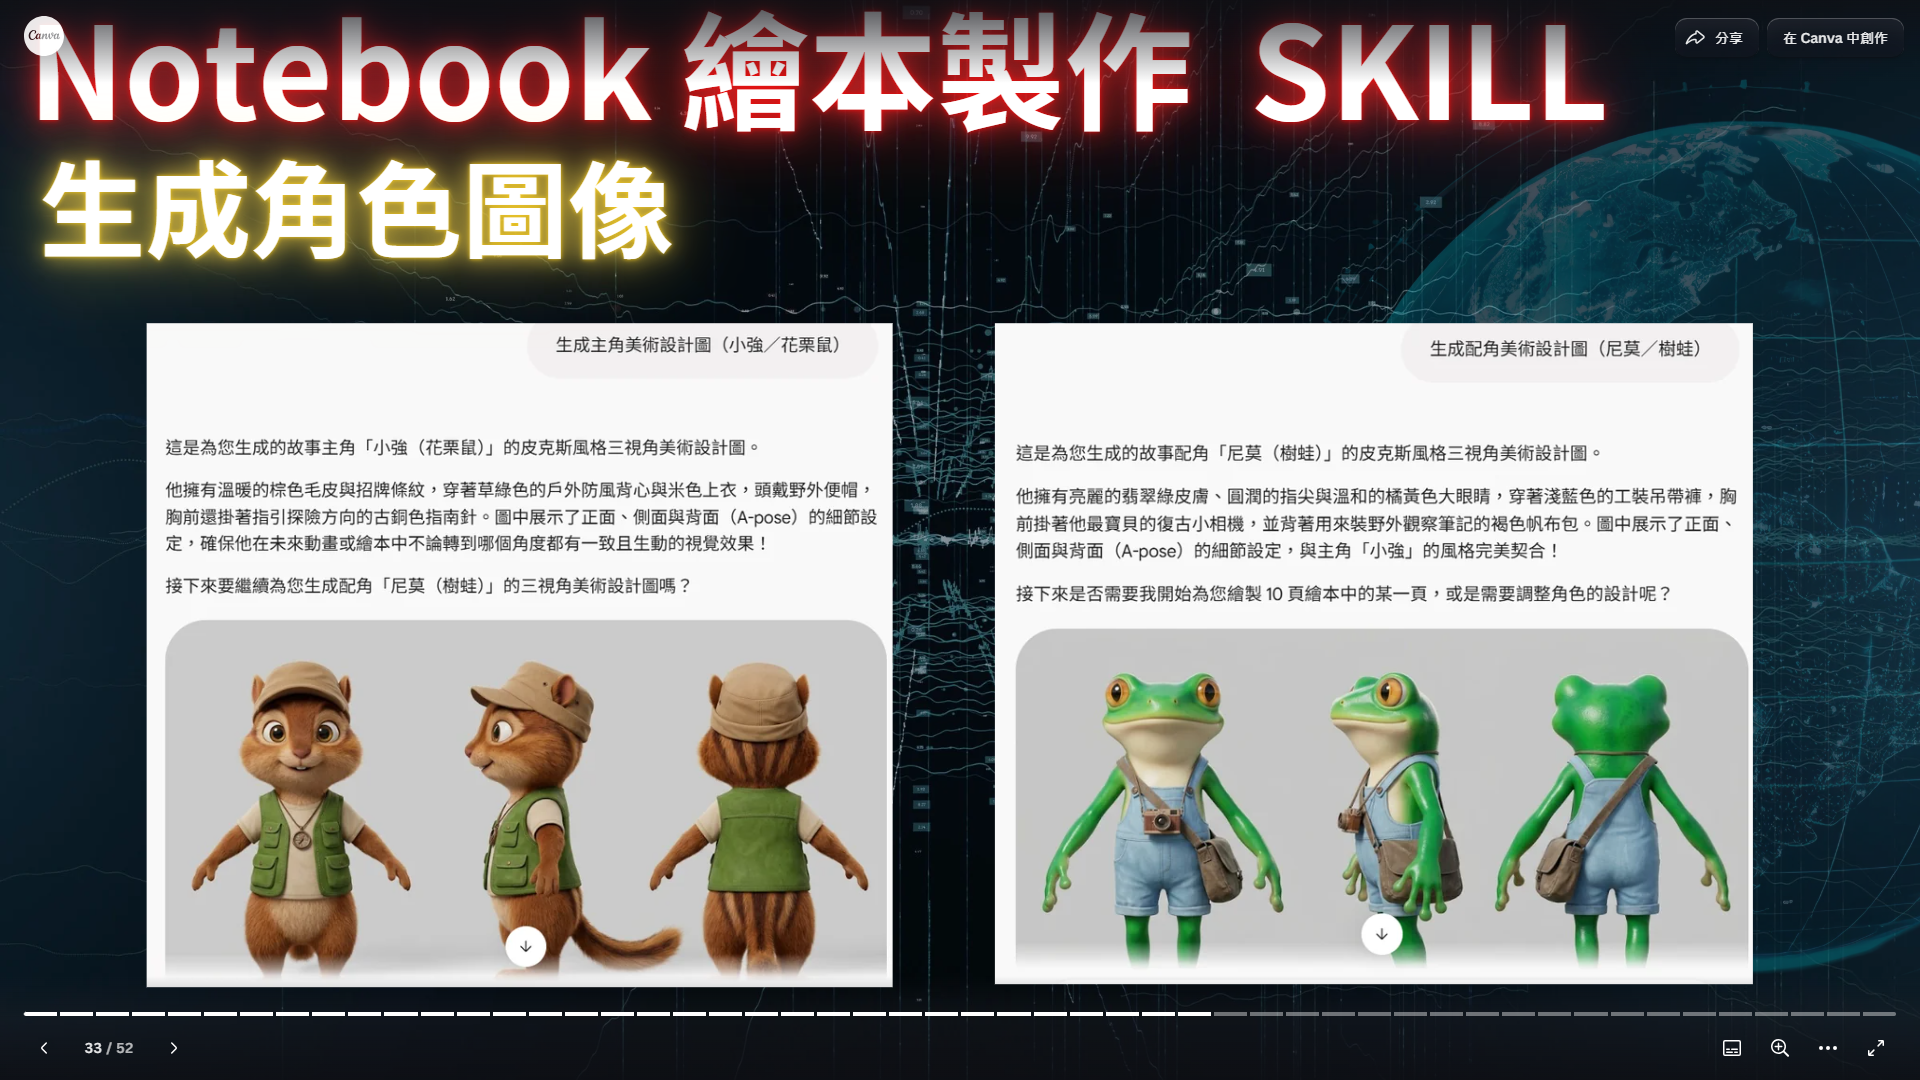 Canva
Notebook 繪本製作 SKILL
分享
在 Canva 中創作
生成角色圖像
生成主角美術設計圖（小強／花栗鼠）
這是為您生成的故事主角「小強（花栗鼠）」的皮克斯風格三視角美術設計圖。
他擁有溫暖的棕色毛皮與招牌條紋，穿著草綠色的戶外防風背心與米色上衣，頭戴野外便帽，
胸前還掛著指引探險方向的古銅色指南針。圖中展示了正面、側面與背面（A-pose）的細節設
定，確保他在未來動畫或繪本中不論轉到哪個角度都有一致且生動的視覺效果！
接下來要繼續為您生成配角「尼莫（樹蛙）」的三視角美術設計圖嗎？
生成配角美術設計圖（尼莫／樹蛙）
這是為您生成的故事配角「尼莫（樹蛙）」的皮克斯風格三視角美術設計圖。
他擁有亮麗的翡翠綠皮膚、圓潤的指尖與溫和的橘黃色大眼睛，穿著淺藍色的工裝吊帶褲，胸
前掛著他最寶貝的復古小相機，並背著用來裝野外觀察筆記的褐色帆布包。圖中展示了正面、
側面與背面（A-pose）的細節設定，與主角「小強」的風格完美契合！
接下來是否需要我開始為您繪製 10 頁繪本中的某一頁，或是需要調整角色的設計呢？
33 / 52